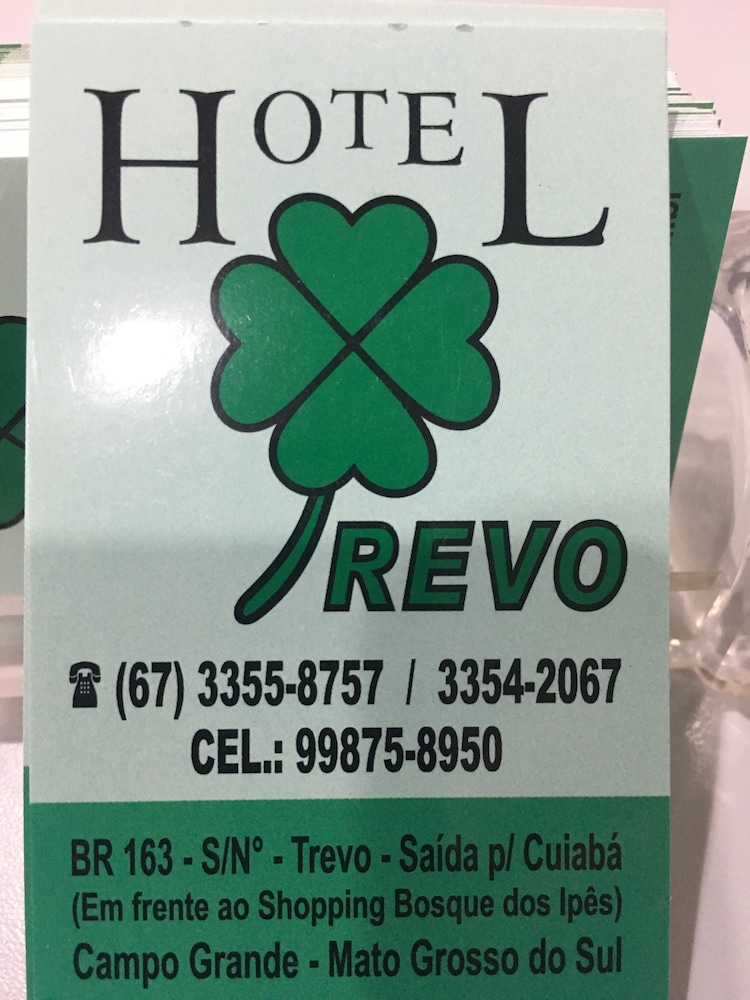 HOTEL
TREVO
(67) 3355-8757 / 3354-2067
CEL.: 99875-8950
BR 163 - S/N° - Trevo - Saída p/ Cuiabá
(Em frente ao Shopping Bosque dos Ipês)
Campo Grande - Mato Grosso do Sul